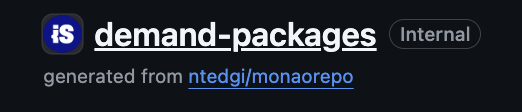 iS demand-packages Internal
generated from ntedgi/monaorepo